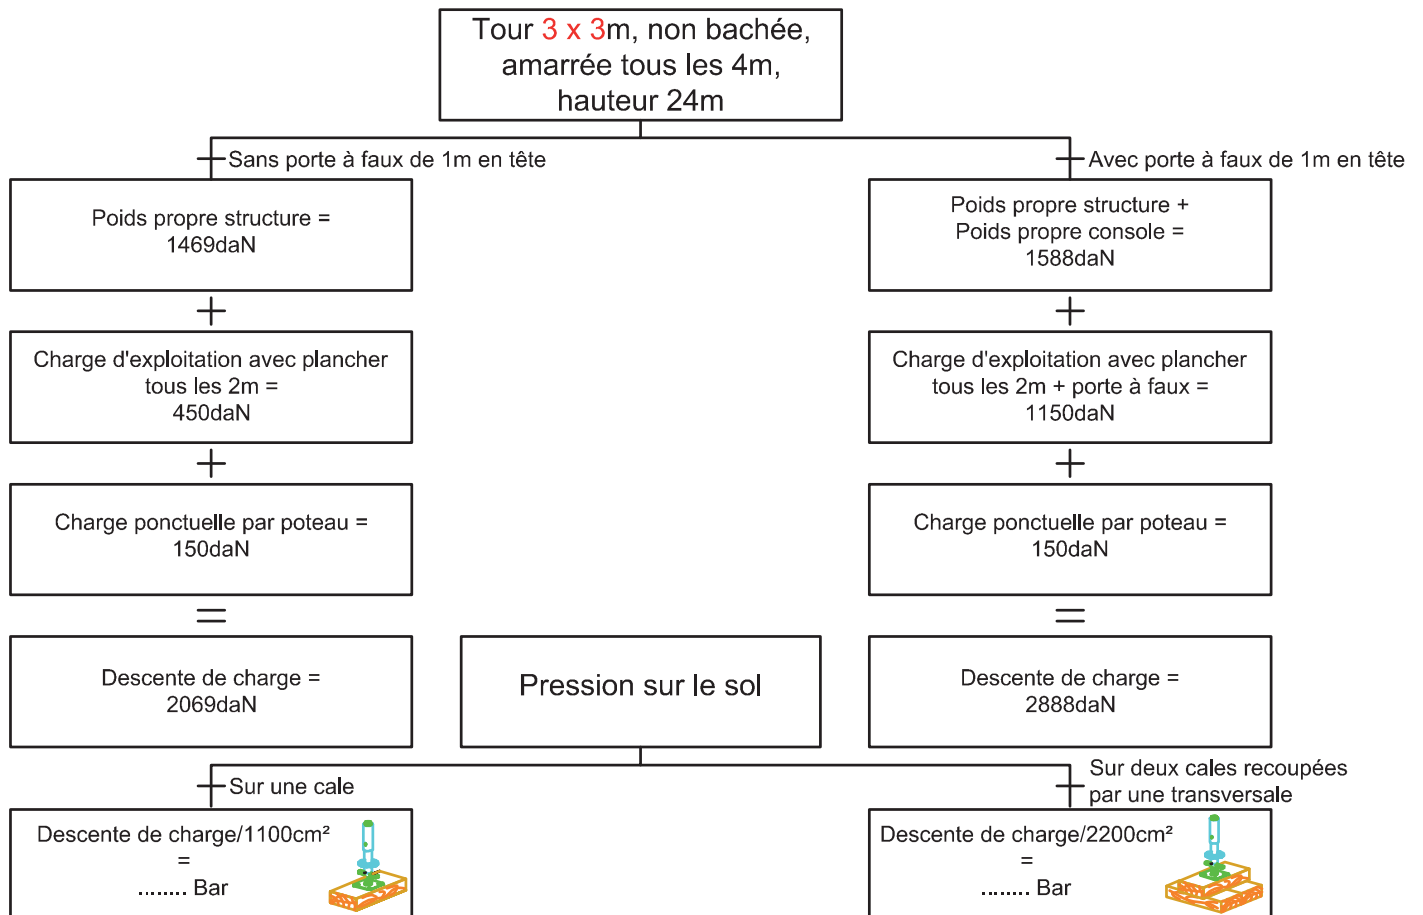 Tour 3 x 3m, non bachée,
amarrée tous les 4m,
hauteur 24m
Sans porte à faux de 1m en tête
Poids propre structure =
1469daN
+
Charge d'exploitation avec plancher
tous les 2m =
450daN
+
Charge ponctuelle par poteau =
150daN
=
Descente de charge =
2069daN
Avec porte à faux de 1m en tête
Poids propre structure +
Poids propre console =
1588daN
+
Charge d'exploitation avec plancher
tous les 2m + porte à faux =
1150daN
+
Charge ponctuelle par poteau =
150daN
=
Descente de charge =
2888daN
Pression sur le sol
Sur une cale
Descente de charge/1100cm²
=
........ Bar
Sur deux cales recoupées
par une transversale
Descente de charge/2200cm²
=
........ Bar